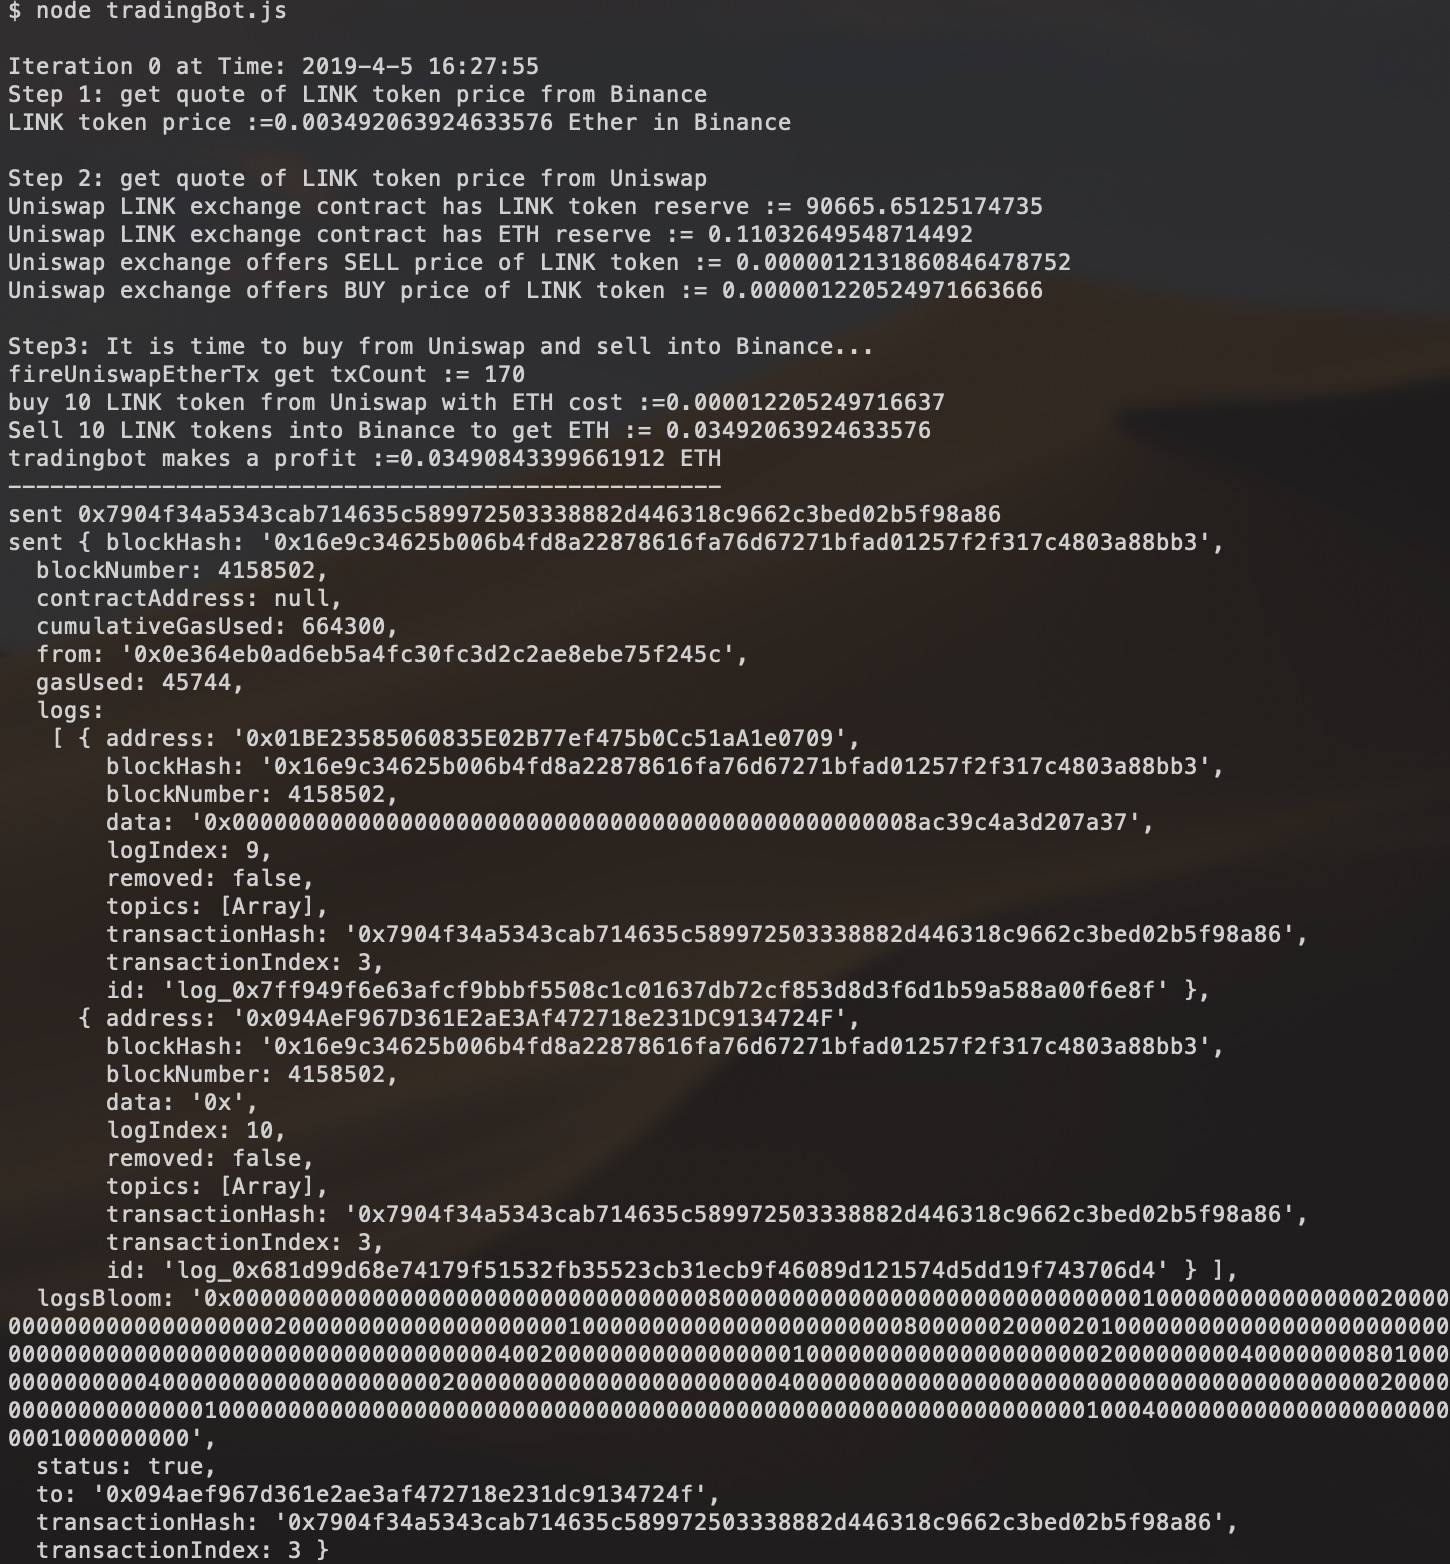 $ node tradingBot.js
Iteration 0 at Time: 2019-4-5 16:27:55
Step 1: get quote of LINK token price from Binance
LINK token price :=0.003492063924633576 Ether in Binance
Step 2: get quote of LINK token price from Uniswap
Uniswap LINK exchange contract has LINK token reserve := 90665.65125174735
Uniswap LINK exchange contract has ETH reserve := 0.11032649548714492
Uniswap exchange offers SELL price of LINK token := 0.0000012131860846478752
Uniswap exchange offers BUY price of LINK token := 0.000001220524971663666
Step3: It is time to buy from Uniswap and sell into Binance...
fireUniswapEtherTx get txCount := 170
buy 10 LINK token from Uniswap with ETH cost :=0.000012205249716637
Sell 10 LINK tokens into Binance to get ETH := 0.03492063924633576
tradingbot makes a profit :=0.03490843399661912 ETH
---------------------------------------------------
sent 0x7904f34a5343cab714635c589972503338882d446318c9662c3bed02b5f98a86
sent { blockHash: '0x16e9c34625b006b4fd8a22878616fa76d67271bfad01257f2f317c4803a88bb3',
blockNumber: 4158502,
contractAddress: null,
cumulativeGasUsed: 664300,
from: '0x0e364eb0ad6eb5a4fc30fc3d2c2ae8ebe75f245c',
gasUsed: 45744,
logs:
[ { address: '0x01BE23585060835E02B77ef475b0Cc51aA1e0709',
blockHash: '0x16e9c34625b006b4fd8a22878616fa76d67271bfad01257f2f317c4803a88bb3',
blockNumber: 4158502,
data: '0x0000000000000000000000000000000000000000000000008ac39c4a3d207a37',
logIndex: 9,
removed: false,
topics: [Array],
transactionHash: '0x7904f34a5343cab714635c589972503338882d446318c9662c3bed02b5f98a86',
transactionIndex: 3,
id: 'log_0x7ff949f6e63afcf9bbbf5508c1c01637db72cf853d8d3f6d1b59a588a00f6e8f' },
{ address: '0x094AeF967D361E2aE3Af472718e231DC9134724F',
blockHash: '0x16e9c34625b006b4fd8a22878616fa76d67271bfad01257f2f317c4803a88bb3',
blockNumber: 4158502,
data: '0x',
logIndex: 10,
removed: false,
topics: [Array],
transactionHash: '0x7904f34a5343cab714635c589972503338882d446318c9662c3bed02b5f98a86',
transactionIndex: 3,
id: 'log_0x681d99d68e74179f51532fb35523cb31ecb9f46089d121574d5dd19f743706d4' } ],
logsBloom:
0001000000000',
status: true,
to: '0x094aef967d361e2ae3af472718e231dc9134724f',
transactionHash: '0x7904f34a5343cab714635c589972503338882d446318c9662c3bed02b5f98a86',
transactionIndex: 3 }